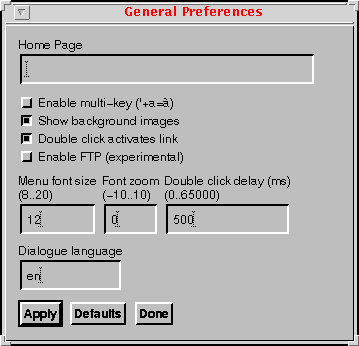 General Preferences
Home Page
Enable multi-key ('+a=à)
Show background images
Double click activates link
Enable FTP (experimental)
Menu font size Font zoom Double click delay (ms)
(8..20) (-10..10) (0..65000)
12 0 500
Dialogue language
en
Apply Defaults Done